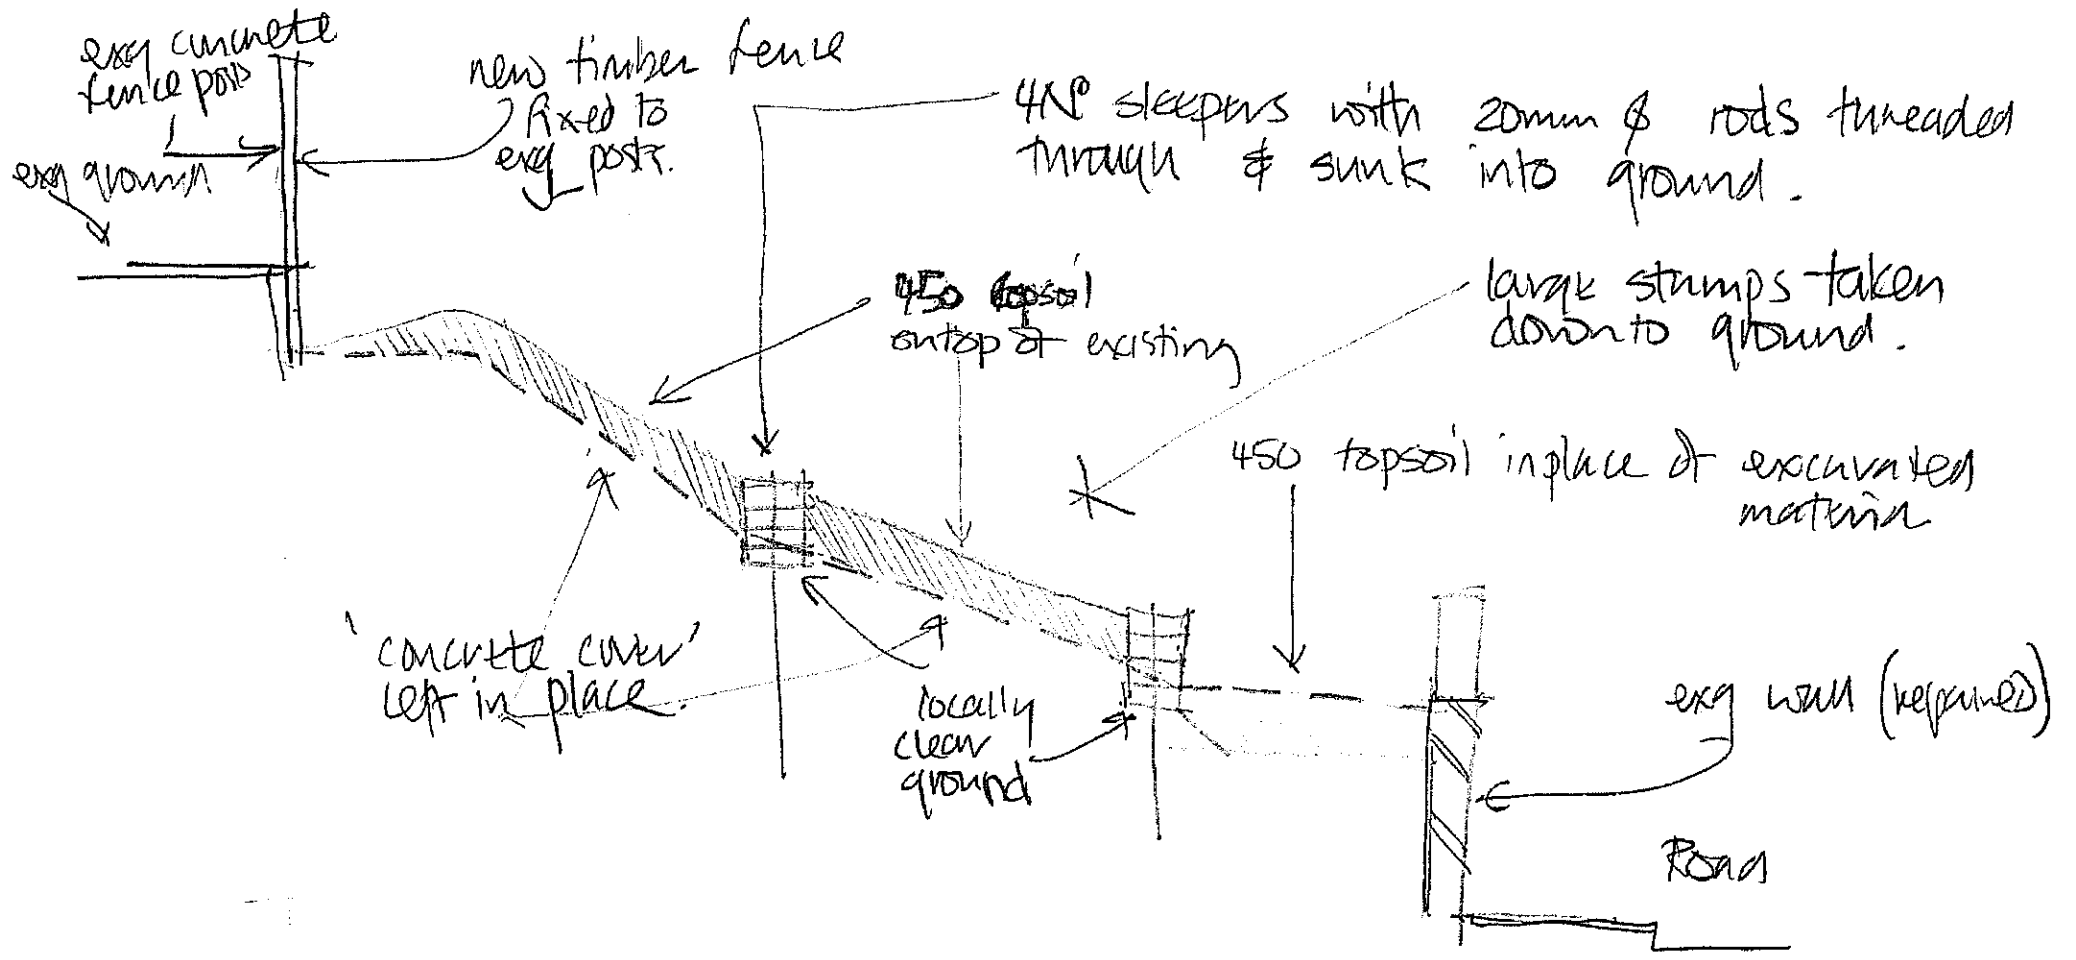 exg concrete
fence posts
exg ground
new timber fence
fixed to
exg posts.
4No sleepers with 20mm ϕ rods threaded
through & sunk into ground.
450 topsoil
ontop of existing
large stumps taken
down to ground.
450 topsoil inplace of excavated
material
'concrete cover'
left in place.
locally
clear
ground
exg wall (repaired)
Road